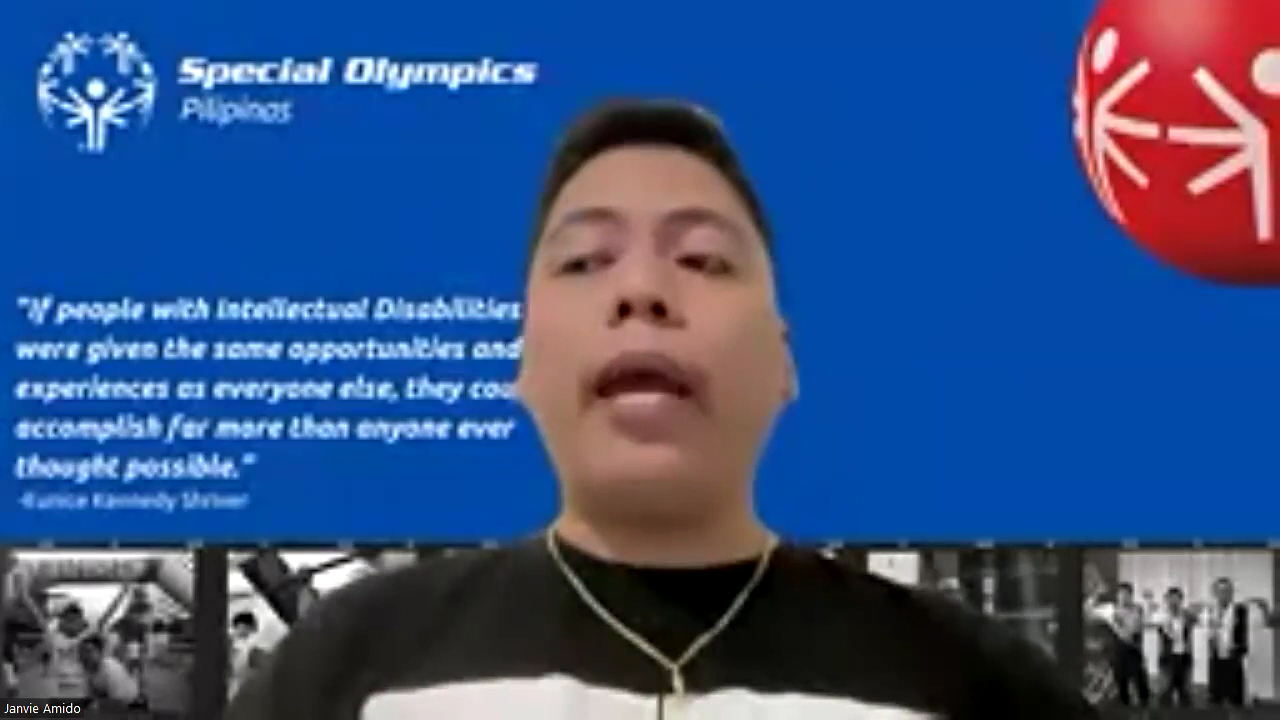 Special Olympics
Pilipinas
"If people with Intellectual Disabilities
were given the same opportunities and
experiences as everyone else, they cou
accomplish far more than anyone ever
thought possible."
-Eunice Kennedy Shriver
Janvie Amido